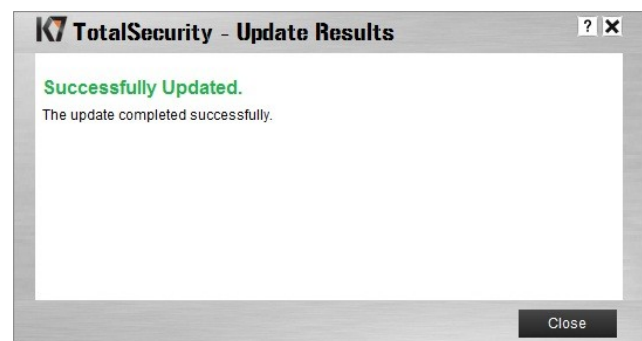 K7 TotalSecurity - Update Results
? X
Successfully Updated.
The update completed successfully.
Close